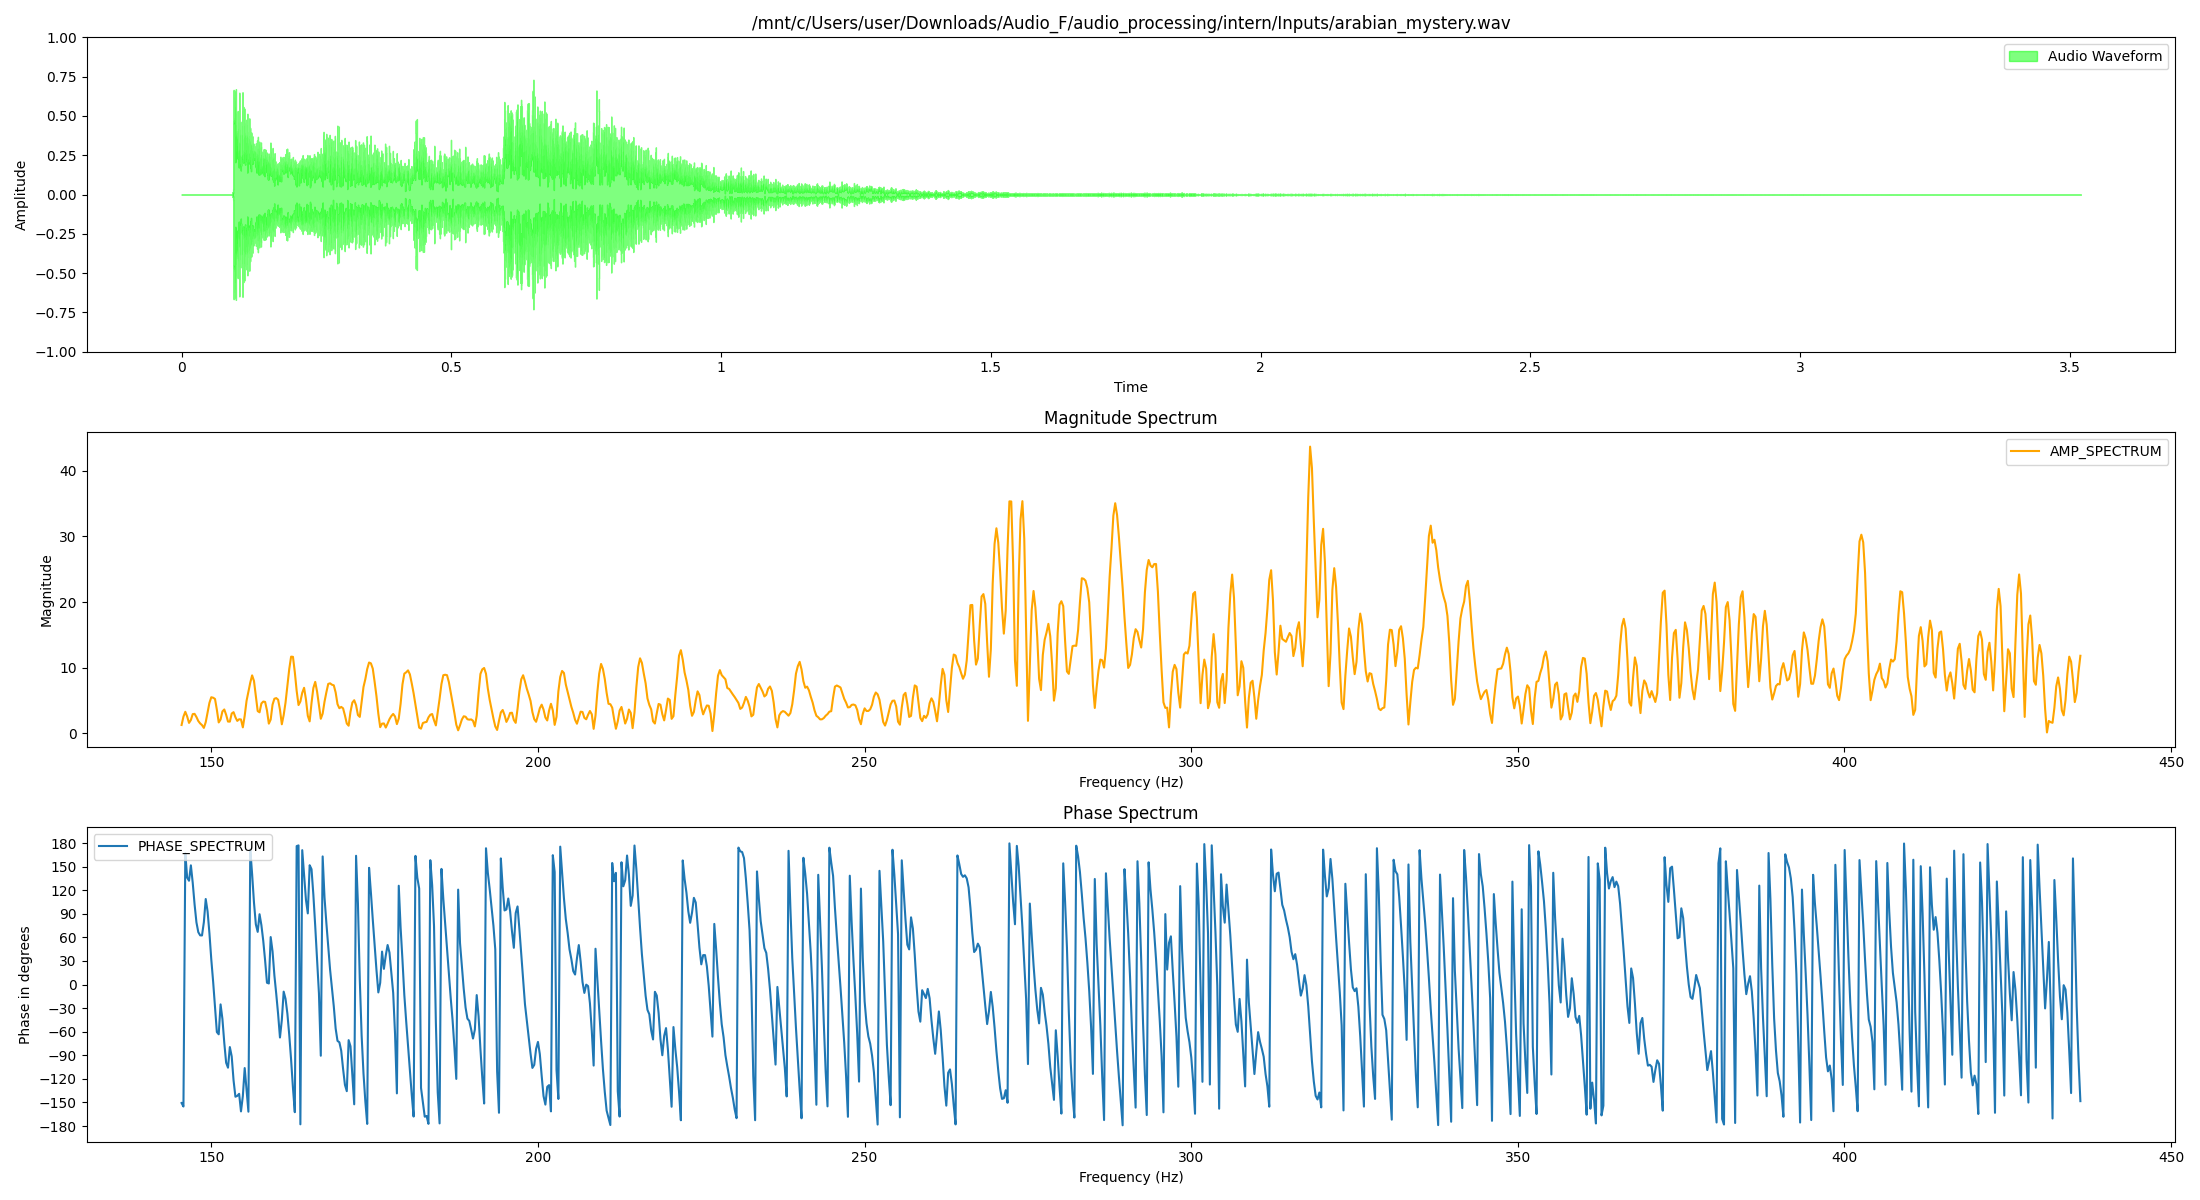 /mnt/c/Users/user/Downloads/Audio_F/audio_processing/intern/Inputs/arabian_mystery.wav
1.00
0.75
0.50
0.25
0.00
−0.25
−0.50
−0.75
−1.00
Amplitude
Audio Waveform
0 0.5 1 1.5 2 2.5 3 3.5
Time
Magnitude Spectrum
40
30
20
10
0
Magnitude
AMP_SPECTRUM
150 200 250 300 350 400 450
Frequency (Hz)
Phase Spectrum
180
150
120
90
60
30
0
−30
−60
−90
−120
−150
−180
Phase in degrees
PHASE_SPECTRUM
150 200 250 300 350 400 450
Frequency (Hz)